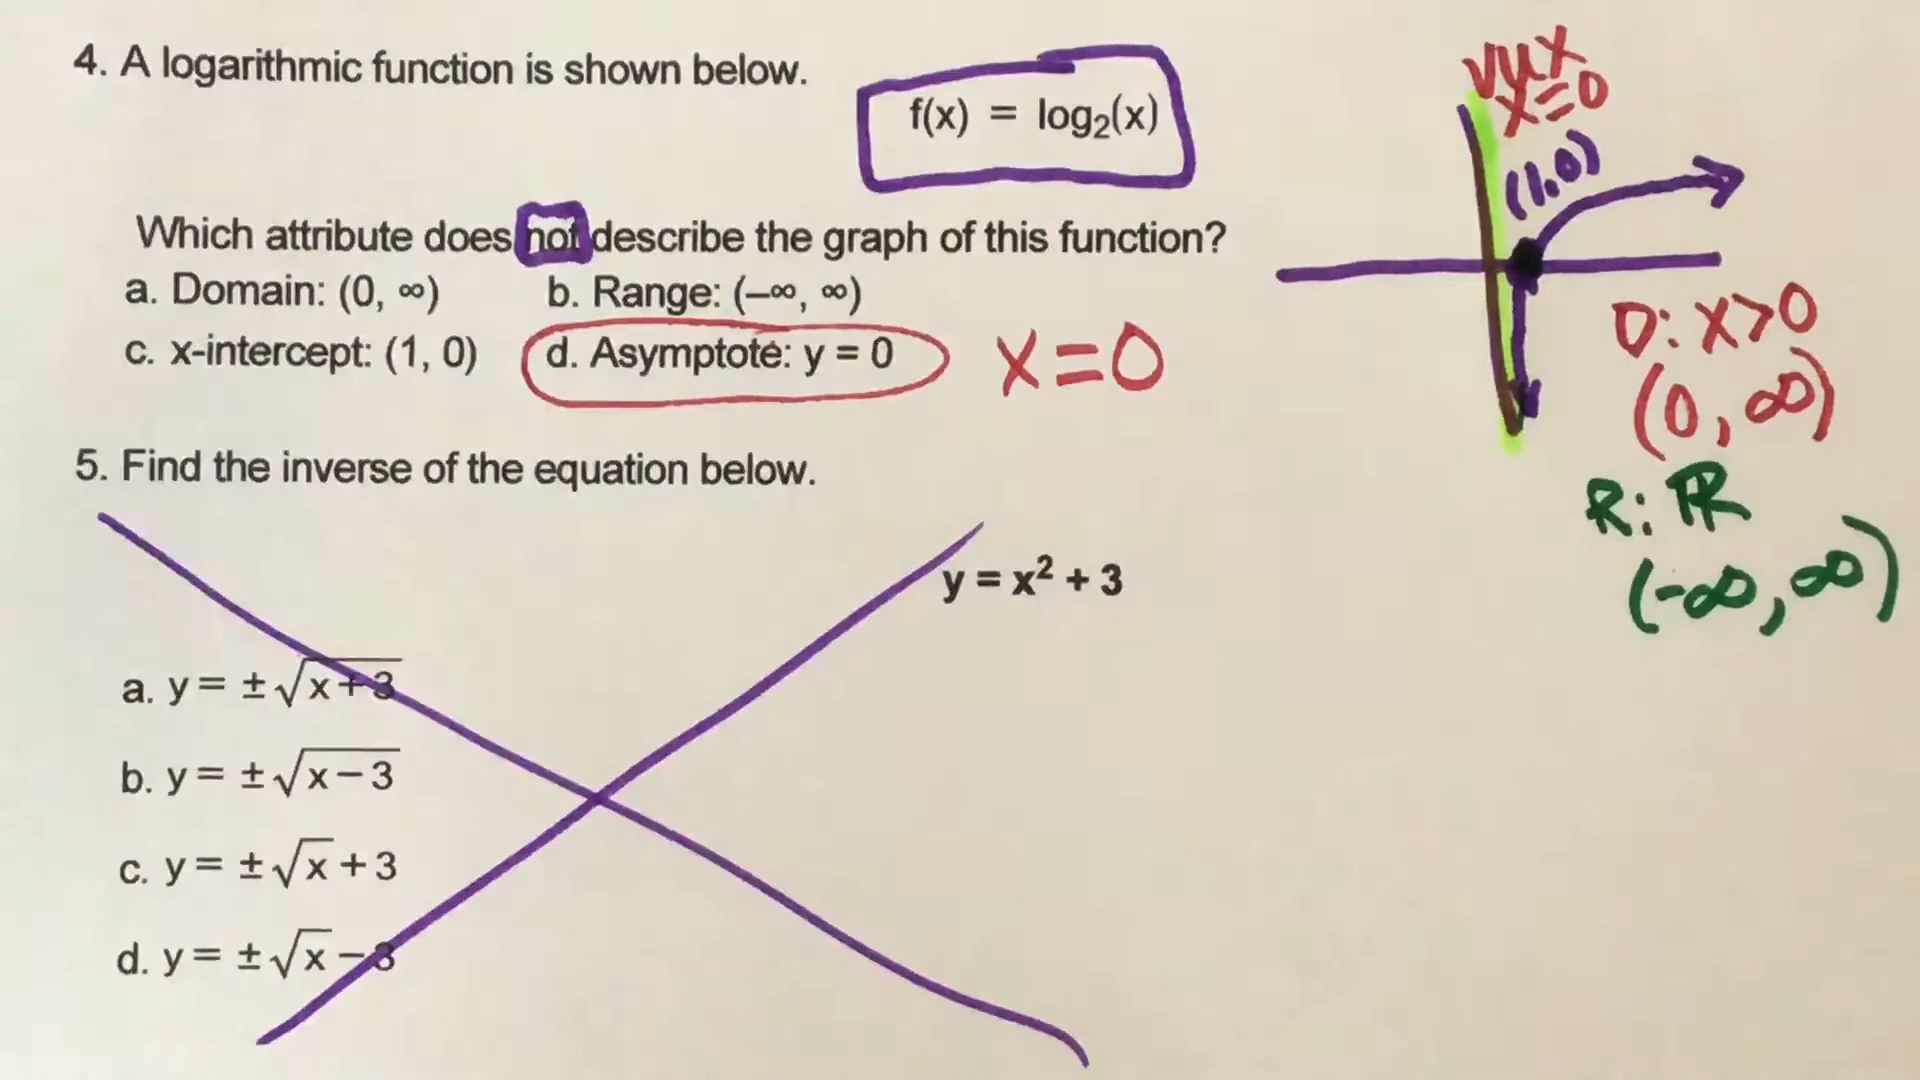 4. A logarithmic function is shown below.
f(x) = log₂(x)
Which attribute does not describe the graph of this function?
a. Domain: (0, ∞) b. Range: (–∞, ∞)
c. x-intercept: (1, 0) d. Asymptote: y = 0 x=0
x=0
(1,0)
D: x>0
(0, ∞)
R: ℝ
(-∞, ∞)
5. Find the inverse of the equation below.
y = x² + 3
a. y = ± √(x+3)
b. y = ± √(x−3)
c. y = ± √x + 3
d. y = ± √x − 3